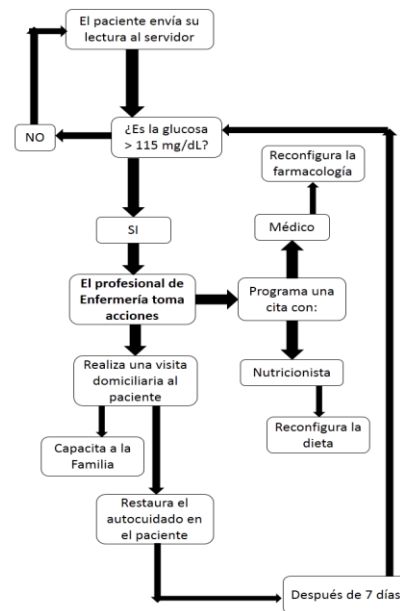 El paciente envía su
lectura al servidor
NO
¿Es la glucosa
> 115 mg/dL?
Reconfigura la
farmacología
SI
Médico
El profesional de
Enfermería toma
acciones
Programa una
cita con:
Realiza una visita
domiciliaria al
paciente
Nutricionista
Capacita a la
Familia
Reconfigura la
dieta
Restaura el
autocuidado en
el paciente
Después de 7 días